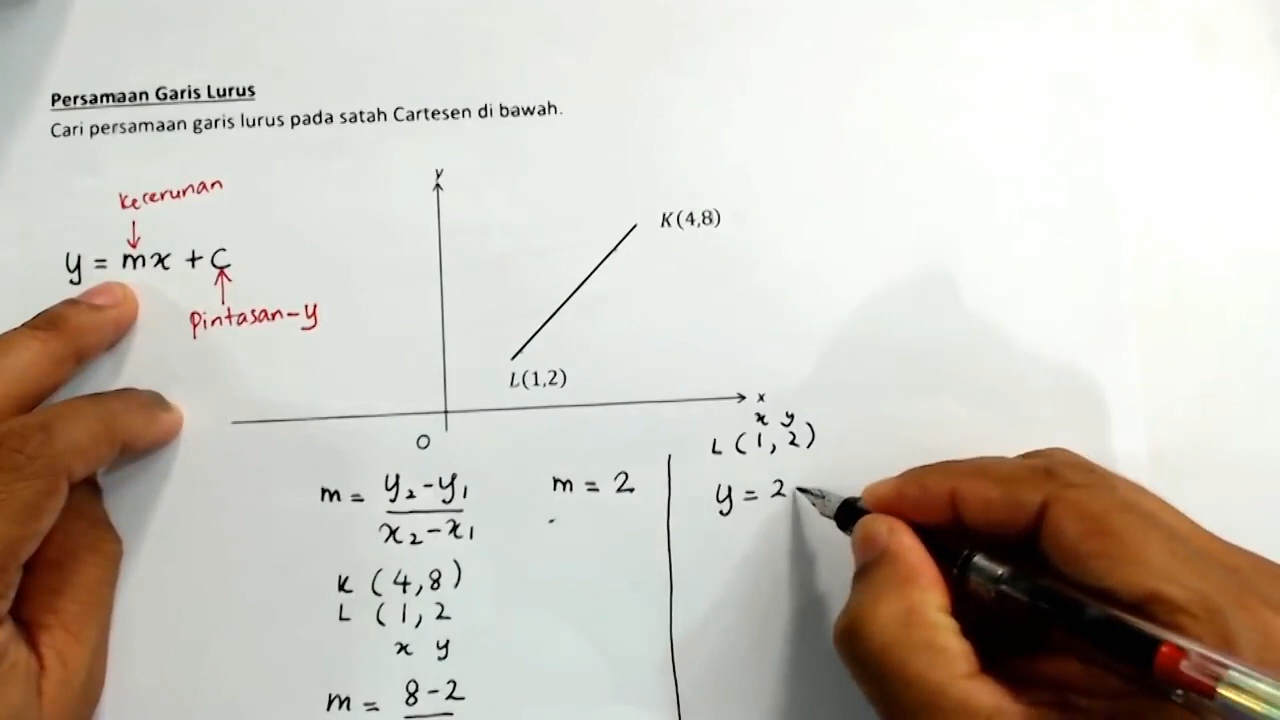 Persamaan Garis Lurus
Cari persamaan garis lurus pada satah Cartesen di bawah.
kecerunan
y = mx + c
pintasan-y
y
K(4,8)
L(1,2)
x
O
x y
L (1, 2)
y = 2
m = y₂-y₁
x₂-x₁
m = 2
K (4,8)
L (1, 2
x y
m = 8-2